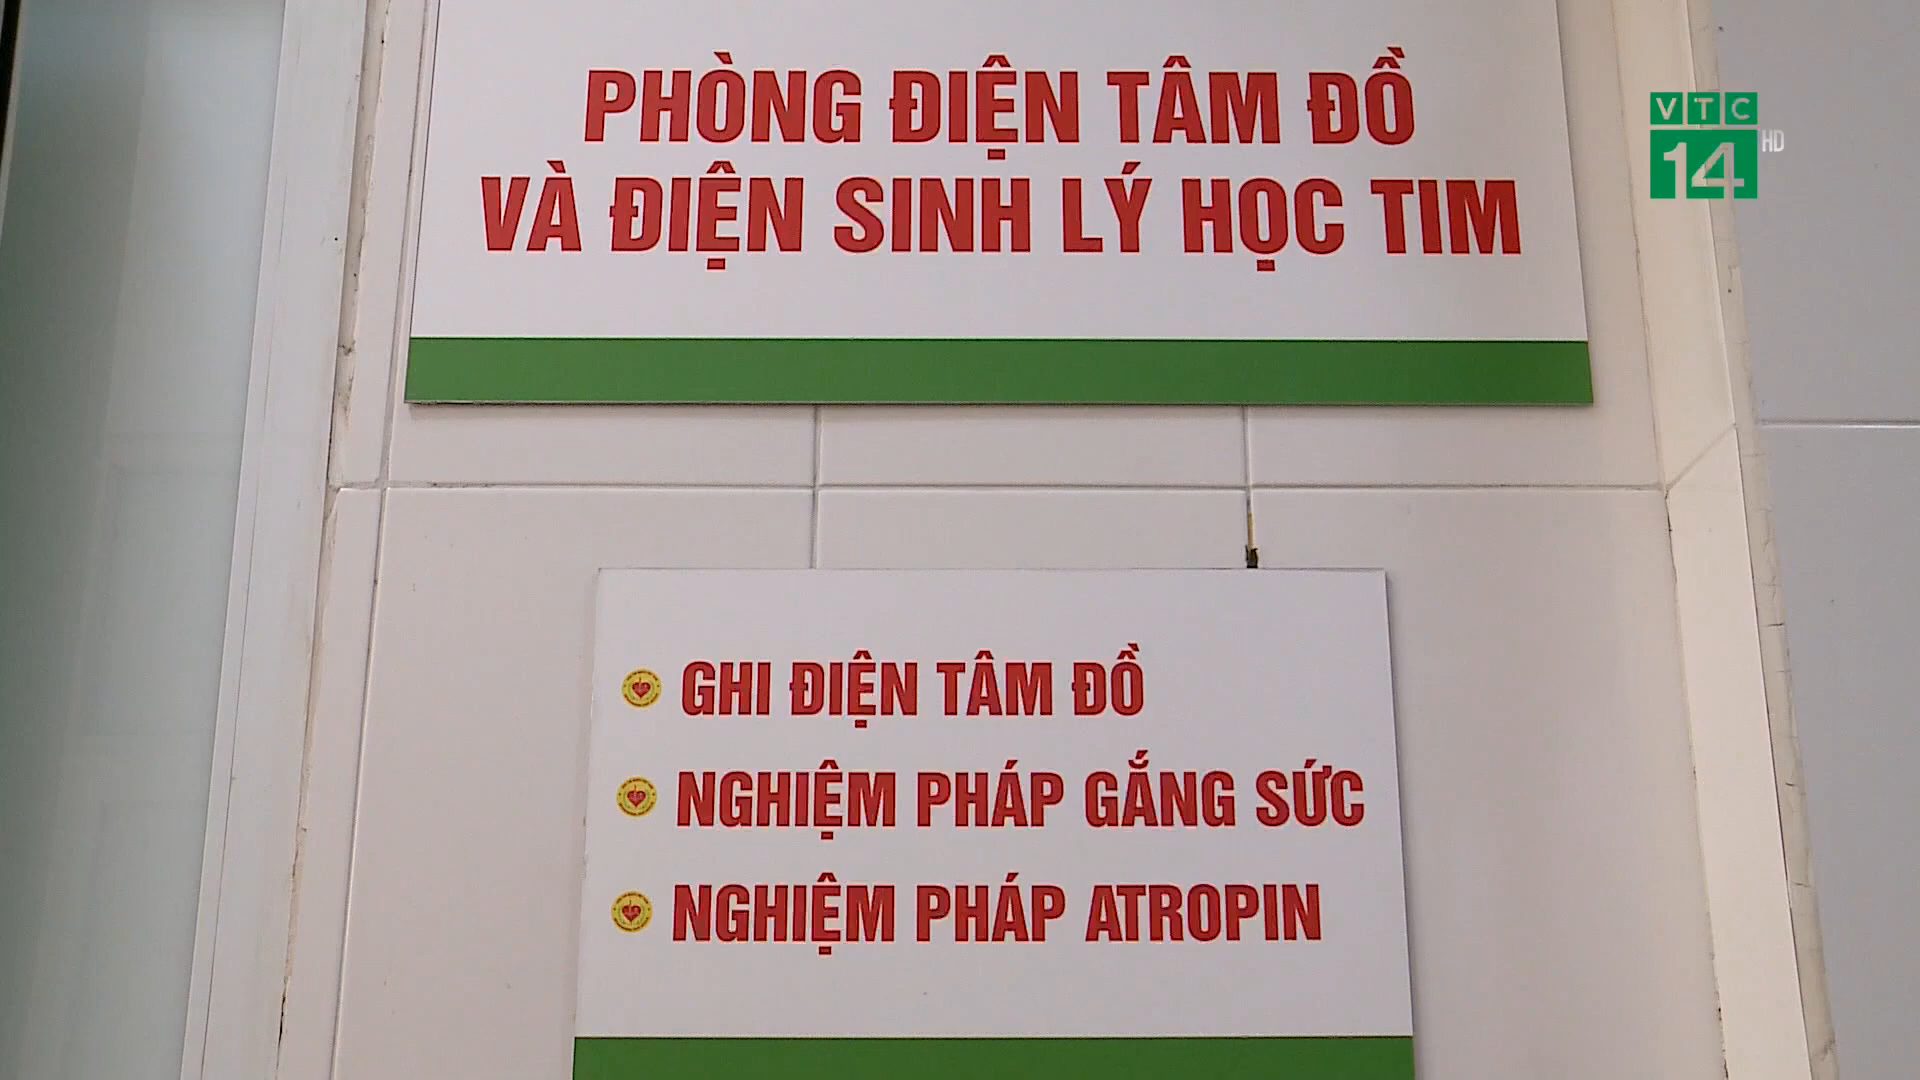 PHÒNG ĐIỆN TÂM ĐỒ
VÀ ĐIỆN SINH LÝ HỌC TIM
VTC
14 HD
GHI ĐIỆN TÂM ĐỒ
NGHIỆM PHÁP GẮNG SỨC
NGHIỆM PHÁP ATROPIN